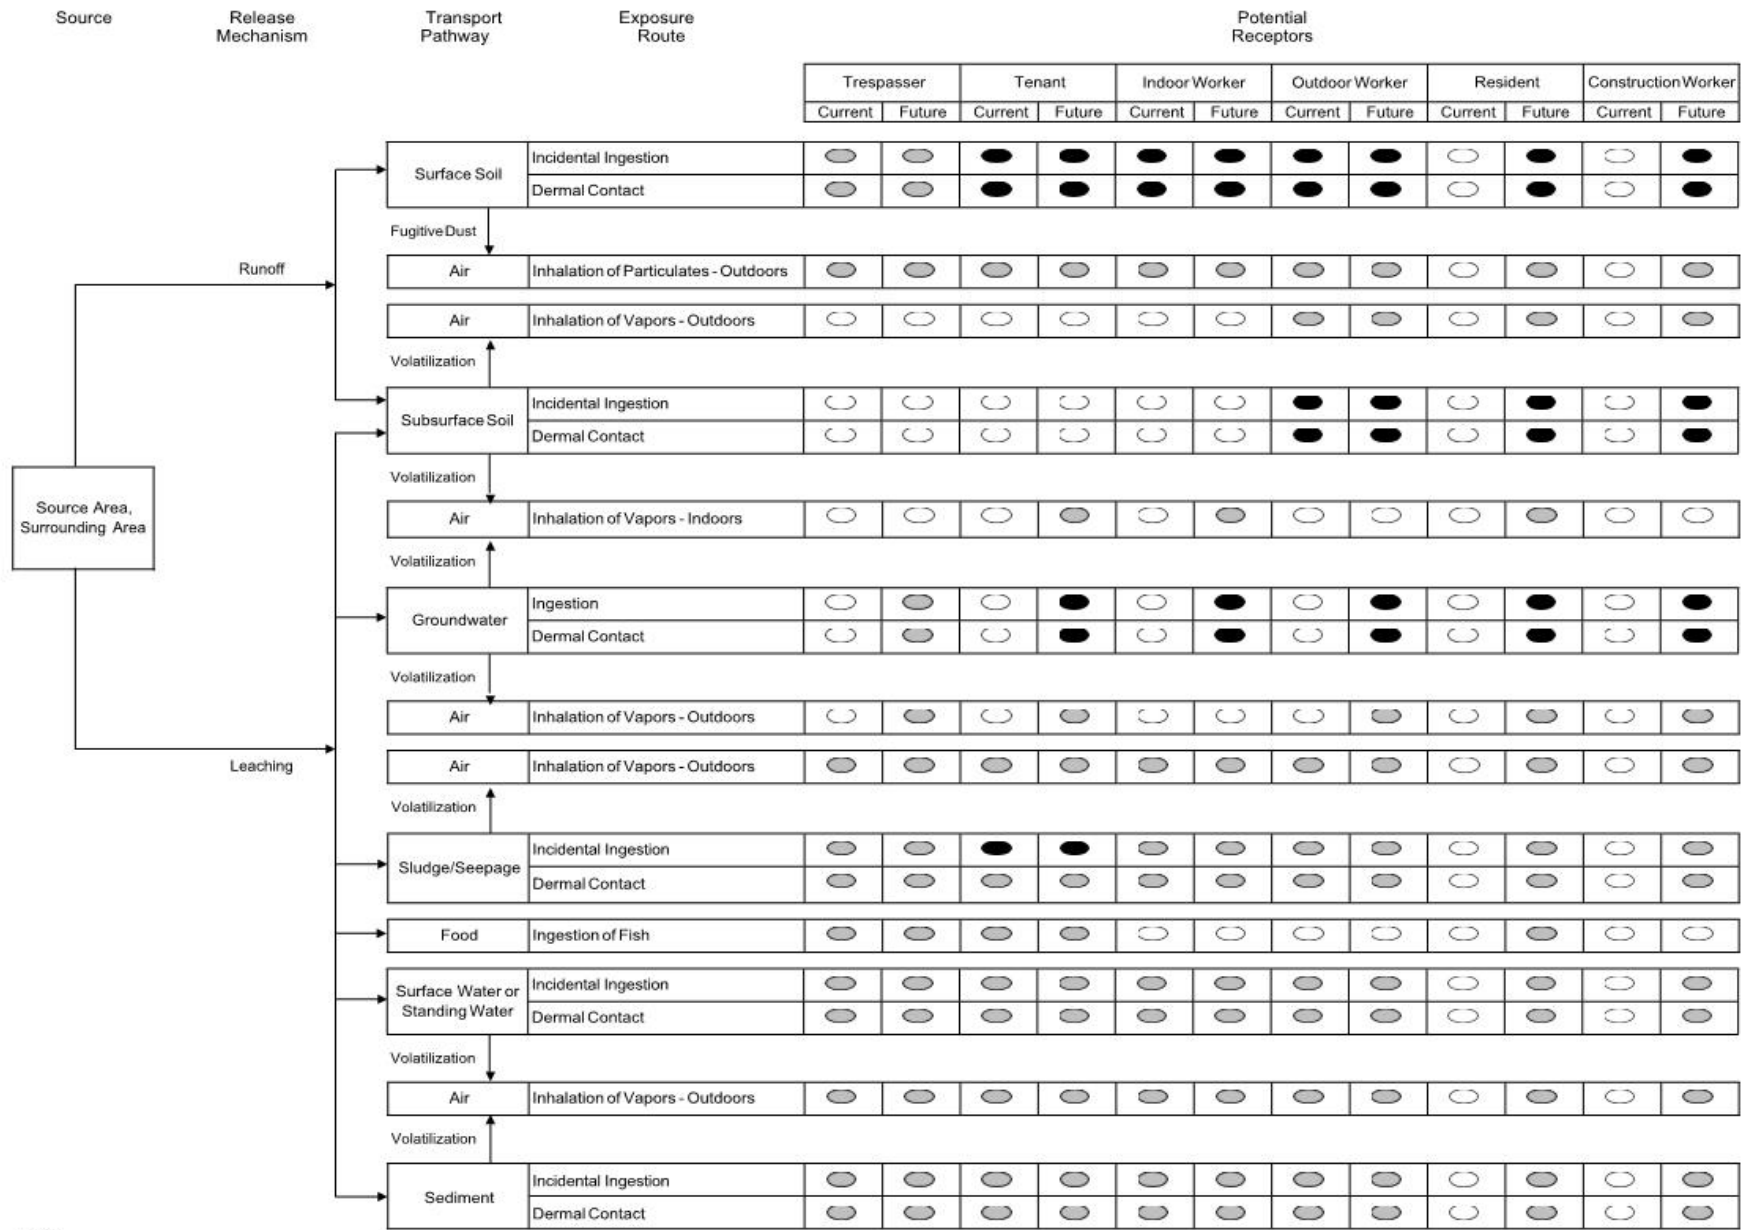 Source
Release
Mechanism
Transport
Pathway
Exposure
Route
Potential
Receptors
Trespasser
Tenant
Indoor Worker
Outdoor Worker
Resident
Construction Worker
Current Future Current Future Current Future Current Future Current Future Current Future
Surface Soil
Incidental Ingestion
Dermal Contact
Fugitive Dust
Runoff
Air
Inhalation of Particulates - Outdoors
Air
Inhalation of Vapors - Outdoors
Volatilization
Subsurface Soil
Incidental Ingestion
Dermal Contact
Volatilization
Source Area,
Surrounding Area
Air
Inhalation of Vapors - Indoors
Volatilization
Groundwater
Ingestion
Dermal Contact
Volatilization
Air
Inhalation of Vapors - Outdoors
Leaching
Air
Inhalation of Vapors - Outdoors
Volatilization
Sludge/Seepage
Incidental Ingestion
Dermal Contact
Food
Ingestion of Fish
Surface Water or
Standing Water
Incidental Ingestion
Dermal Contact
Volatilization
Air
Inhalation of Vapors - Outdoors
Volatilization
Sediment
Incidental Ingestion
Dermal Contact